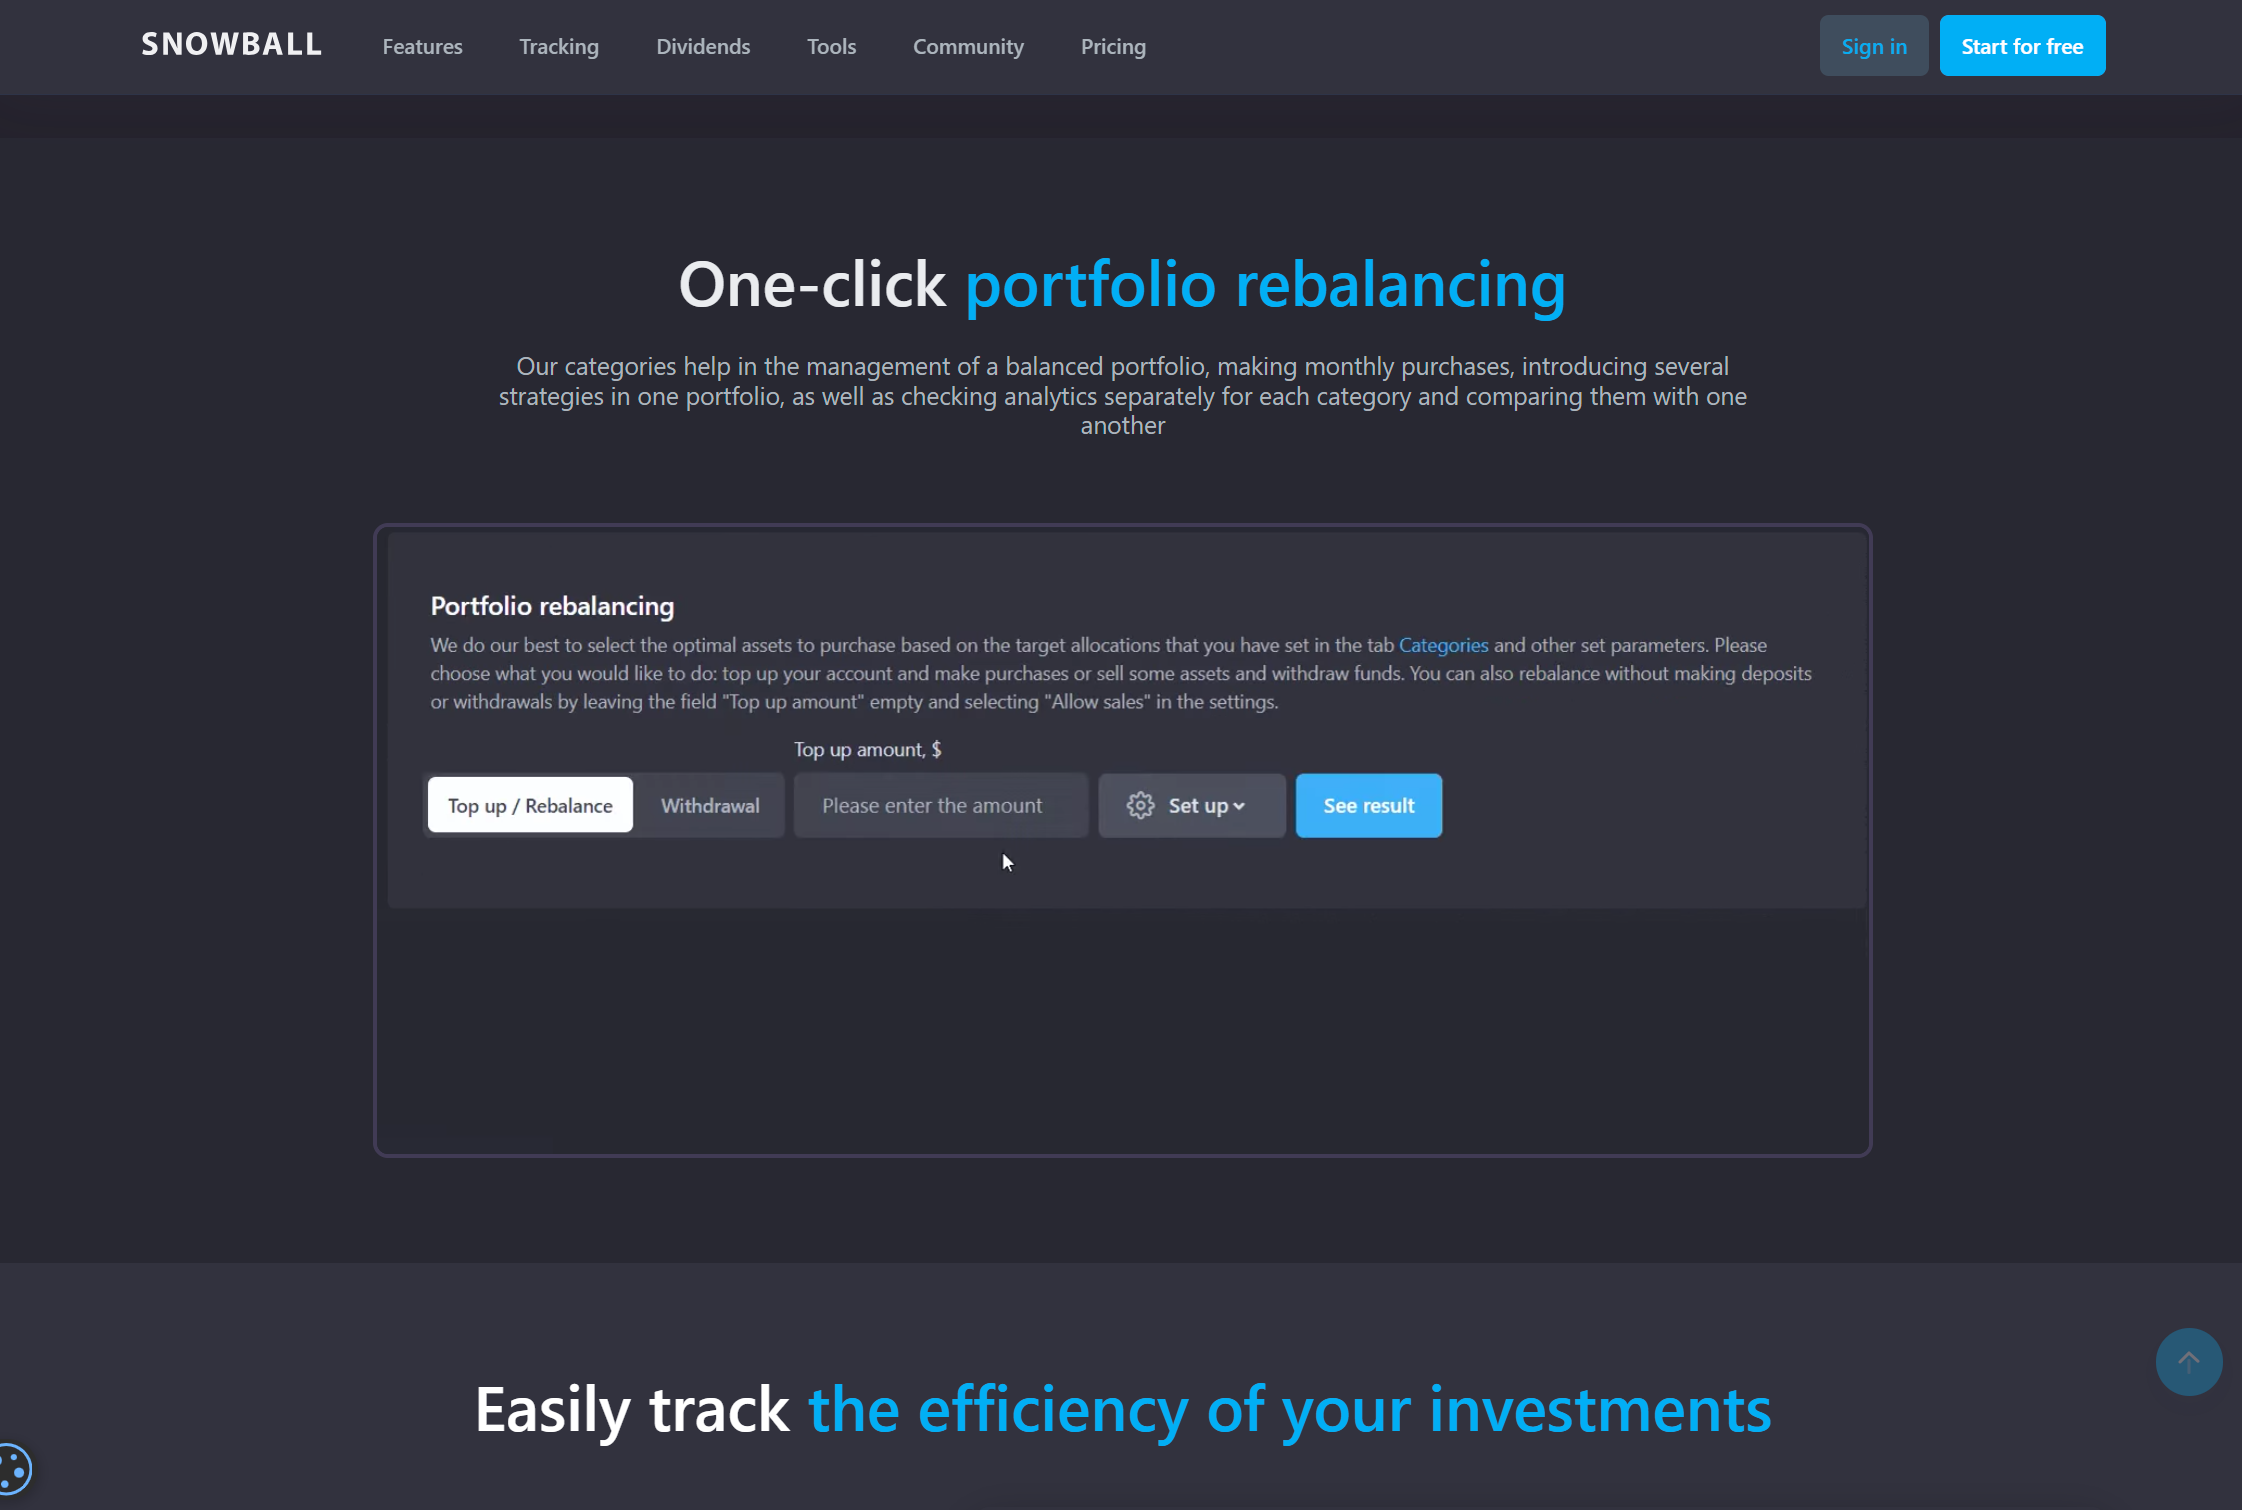 SNOWBALL
Features
Tracking
Dividends
Tools
Community
Pricing
Sign in
Start for free
One-click portfolio rebalancing
Our categories help in the management of a balanced portfolio, making monthly purchases, introducing several
strategies in one portfolio, as well as checking analytics separately for each category and comparing them with one
another
Portfolio rebalancing
We do our best to select the optimal assets to purchase based on the target allocations that you have set in the tab Categories and other set parameters. Please
choose what you would like to do: top up your account and make purchases or sell some assets and withdraw funds. You can also rebalance without making deposits
or withdrawals by leaving the field "Top up amount" empty and selecting "Allow sales" in the settings.
Top up amount, $
Top up / Rebalance
Withdrawal
Please enter the amount
Set up
See result
Easily track the efficiency of your investments